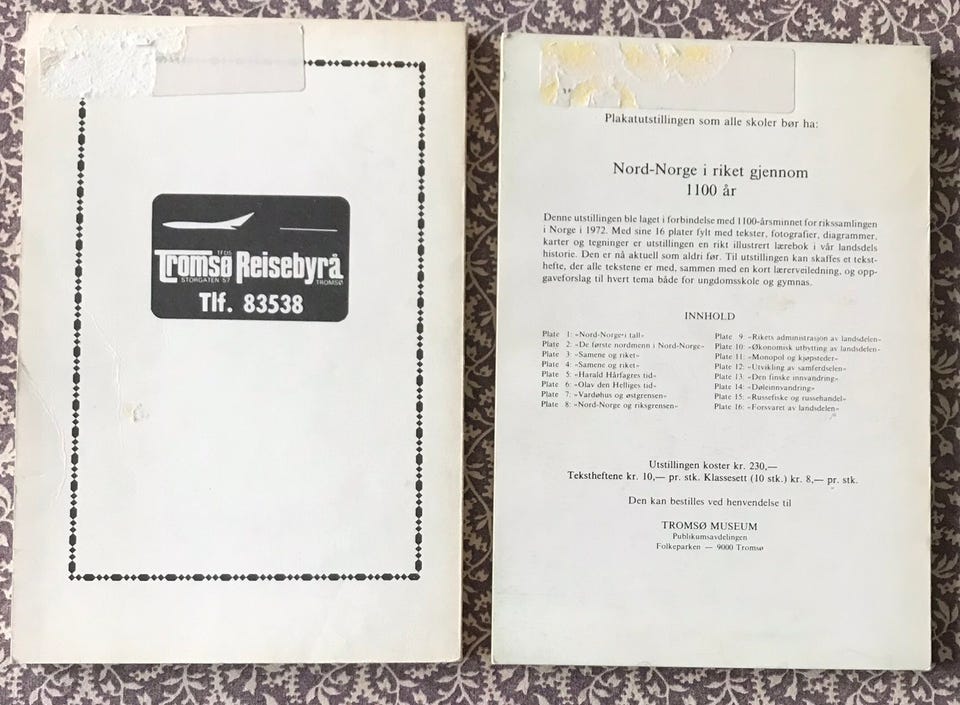 TFDS
Tromsø Reisebyrå
STORGATEN 57 TROMSØ
Tlf. 83538
Plakatutstillingen som alle skoler bør ha:
Nord-Norge i riket gjennom
1100 år
Denne utstillingen ble laget i forbindelse med 1100-årsminnet for rikssamlingen
i Norge i 1972. Med sine 16 plater fylt med tekster, fotografier, diagrammer,
karter og tegninger er utstillingen en rikt illustrert lærebok i vår landsdels
historie. Den er nå aktuell som aldri før. Til utstillingen kan skaffes et tekst-
hefte, der alle tekstene er med, sammen med en kort lærerveiledning, og opp-
gaveforslag til hvert tema både for ungdomsskole og gymnas.
INNHOLD
Plate 1: «Nord-Norge i tall»
Plate 2: «De første nordmenn i Nord-Norge»
Plate 3: «Samene og riket»
Plate 4: «Samene og riket»
Plate 5: «Harald Hårfagres tid»
Plate 6: «Olav den Helliges tid»
Plate 7: «Vardøhus og østgrensen»
Plate 8: «Nord-Norge og riksgrensen»
Plate 9: «Rikets administrasjon av landsdelen»
Plate 10: «Økonomisk utbytting av landsdelen»
Plate 11: «Monopol og kjøpsteder»
Plate 12: «Utvikling av samferdselen»
Plate 13: «Den finske innvandring»
Plate 14: «Døleinnvandring»
Plate 15: «Russefiske og russehandel»
Plate 16: «Forsvaret av landsdelen»
Utstillingen koster kr. 230,—
Tekstheftene kr. 10,— pr. stk. Klassesett (10 stk.) kr. 8,— pr. stk.
Den kan bestilles ved henvendelse til
TROMSØ MUSEUM
Publikumsavdelingen
Folkeparken — 9000 Tromsø